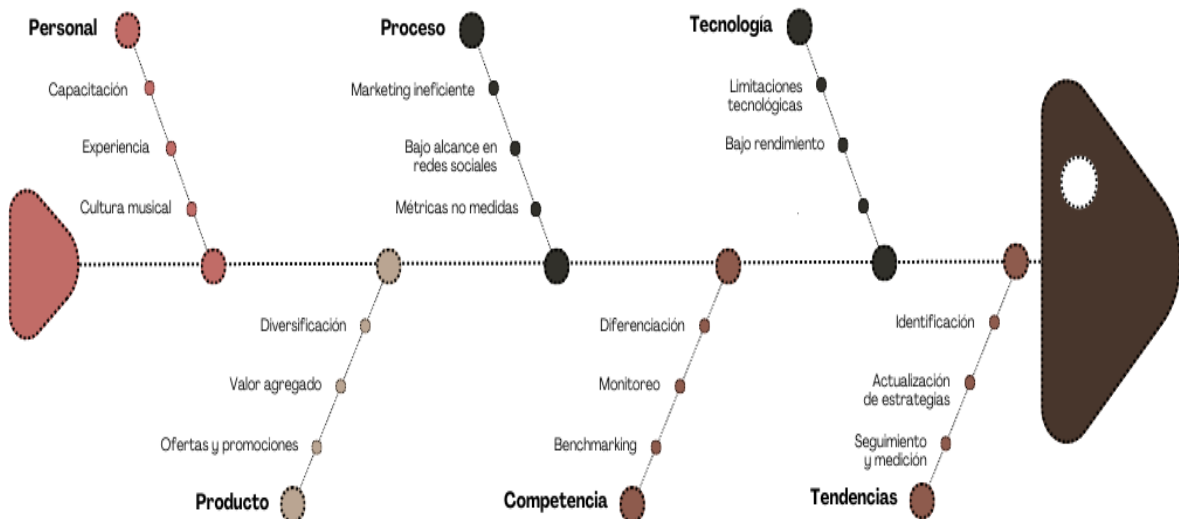 Personal
Capacitación
Experiencia
Cultura musical
Proceso
Marketing ineficiente
Bajo alcance en
redes sociales
Métricas no medidas
Tecnología
Limitaciones
tecnológicas
Bajo rendimiento
Diversificación
Valor agregado
Ofertas y promociones
Producto
Diferenciación
Monitoreo
Benchmarking
Competencia
Identificación
Actualización
de estrategias
Seguimiento
y medición
Tendencias